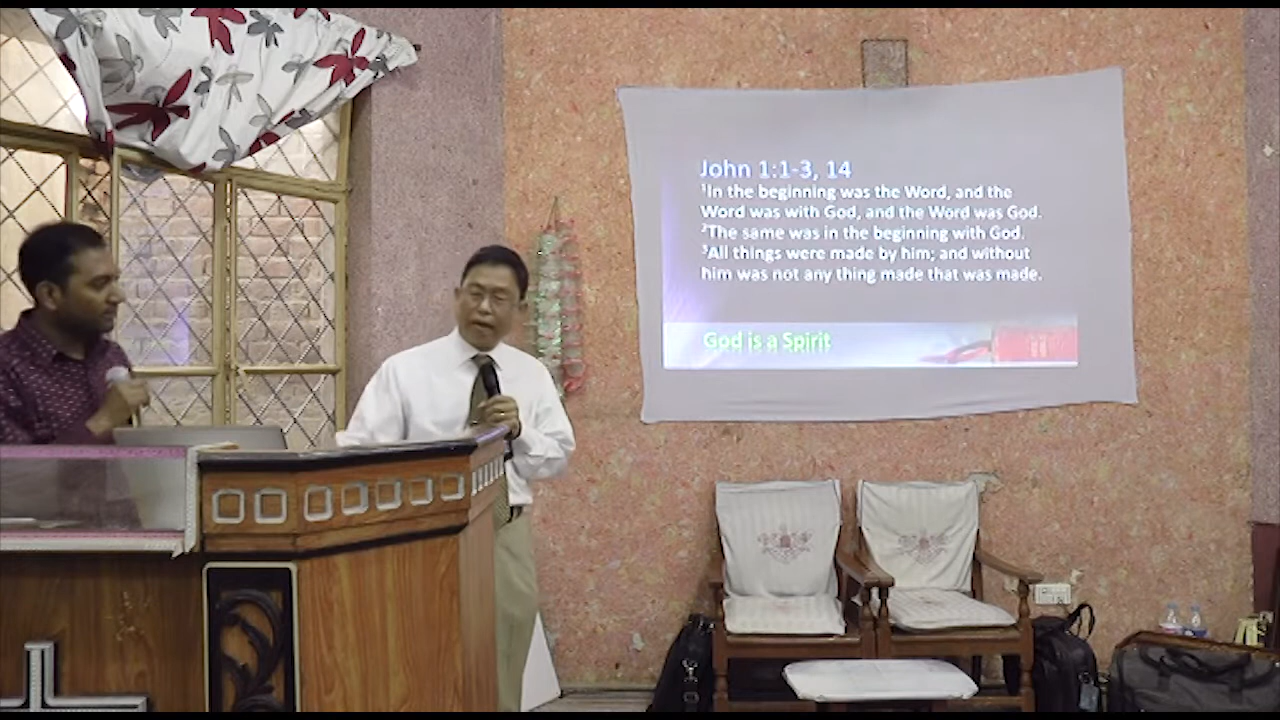 John 1:1-3, 14
¹In the beginning was the Word, and the
Word was with God, and the Word was God.
²The same was in the beginning with God.
³All things were made by him; and without
him was not any thing made that was made.
God is a Spirit